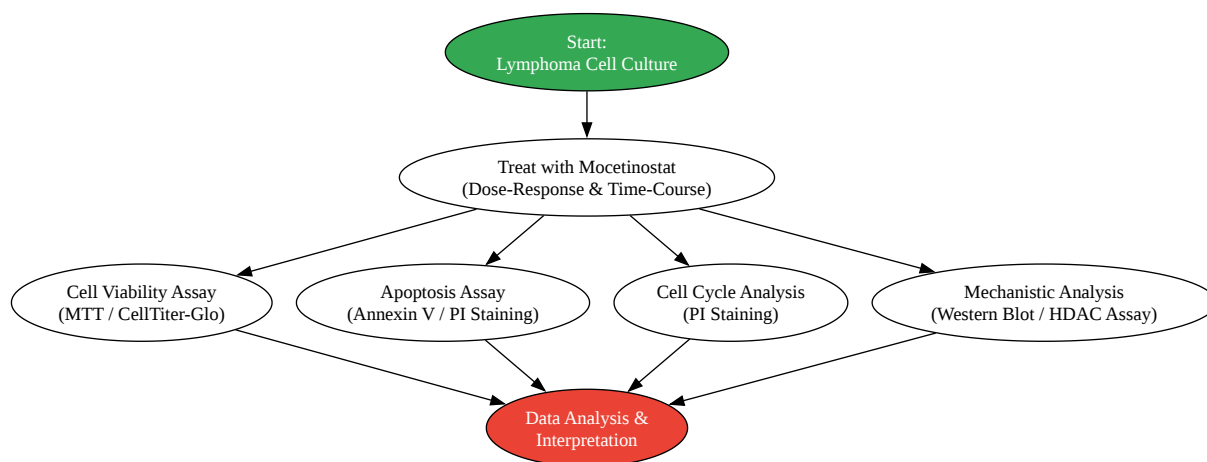 Start:
Lymphoma Cell Culture
Treat with Mocetinostat
(Dose-Response & Time-Course)
Cell Viability Assay
(MTT / CellTiter-Glo)
Apoptosis Assay
(Annexin V / PI Staining)
Cell Cycle Analysis
(PI Staining)
Mechanistic Analysis
(Western Blot / HDAC Assay)
Data Analysis &
Interpretation